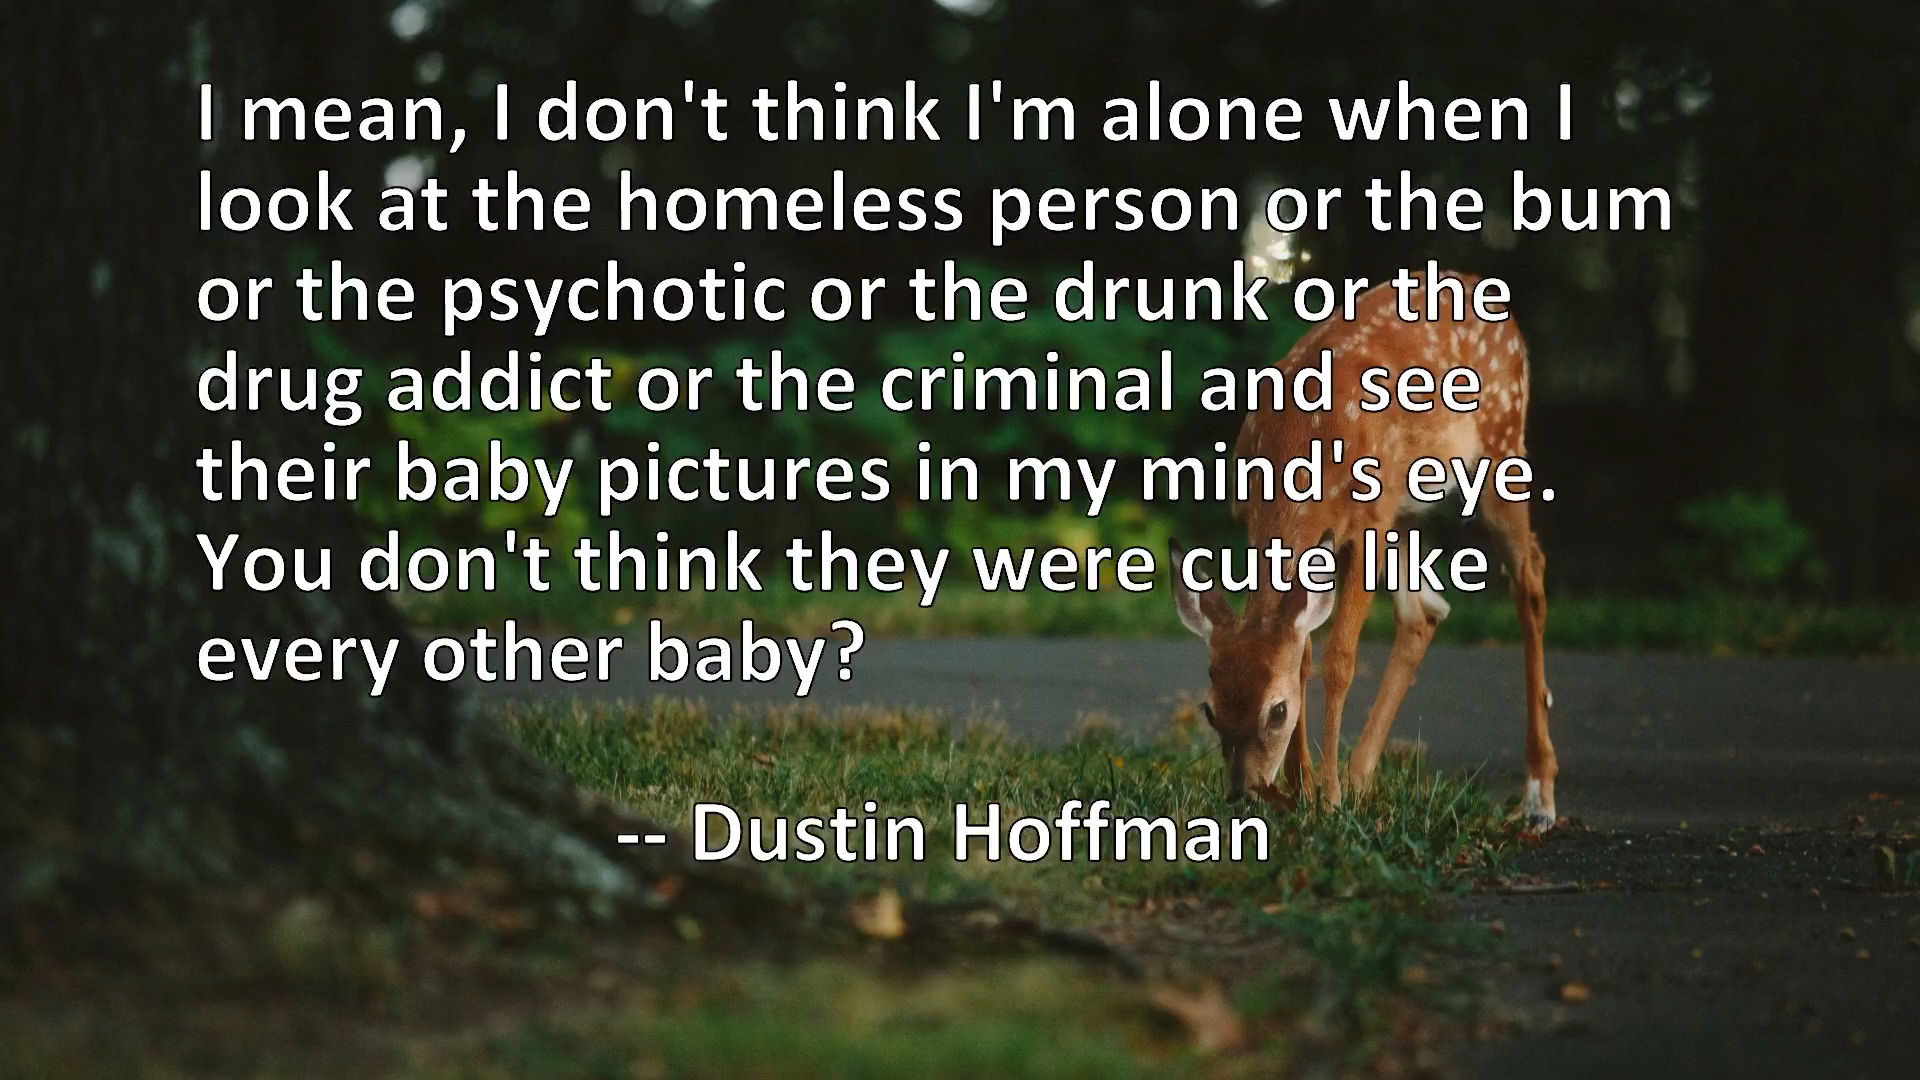 I mean, I don't think I'm alone when I
look at the homeless person or the bum
or the psychotic or the drunk or the
drug addict or the criminal and see
their baby pictures in my mind's eye.
You don't think they were cute like
every other baby?
-- Dustin Hoffman